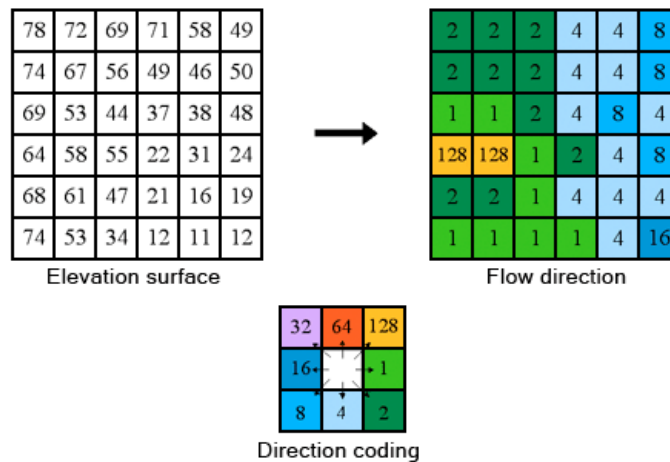 78 72 69 71 58 49
74 67 56 49 46 50
69 53 44 37 38 48
64 58 55 22 31 24
68 61 47 21 16 19
74 53 34 12 11 12
Elevation surface
2 2 2 4 4 8
2 2 2 4 4 8
1 1 2 4 8 4
128 128 1 2 4 8
2 2 1 4 4 4
1 1 1 1 4 16
Flow direction
32 64 128
16 1
8 4 2
Direction coding